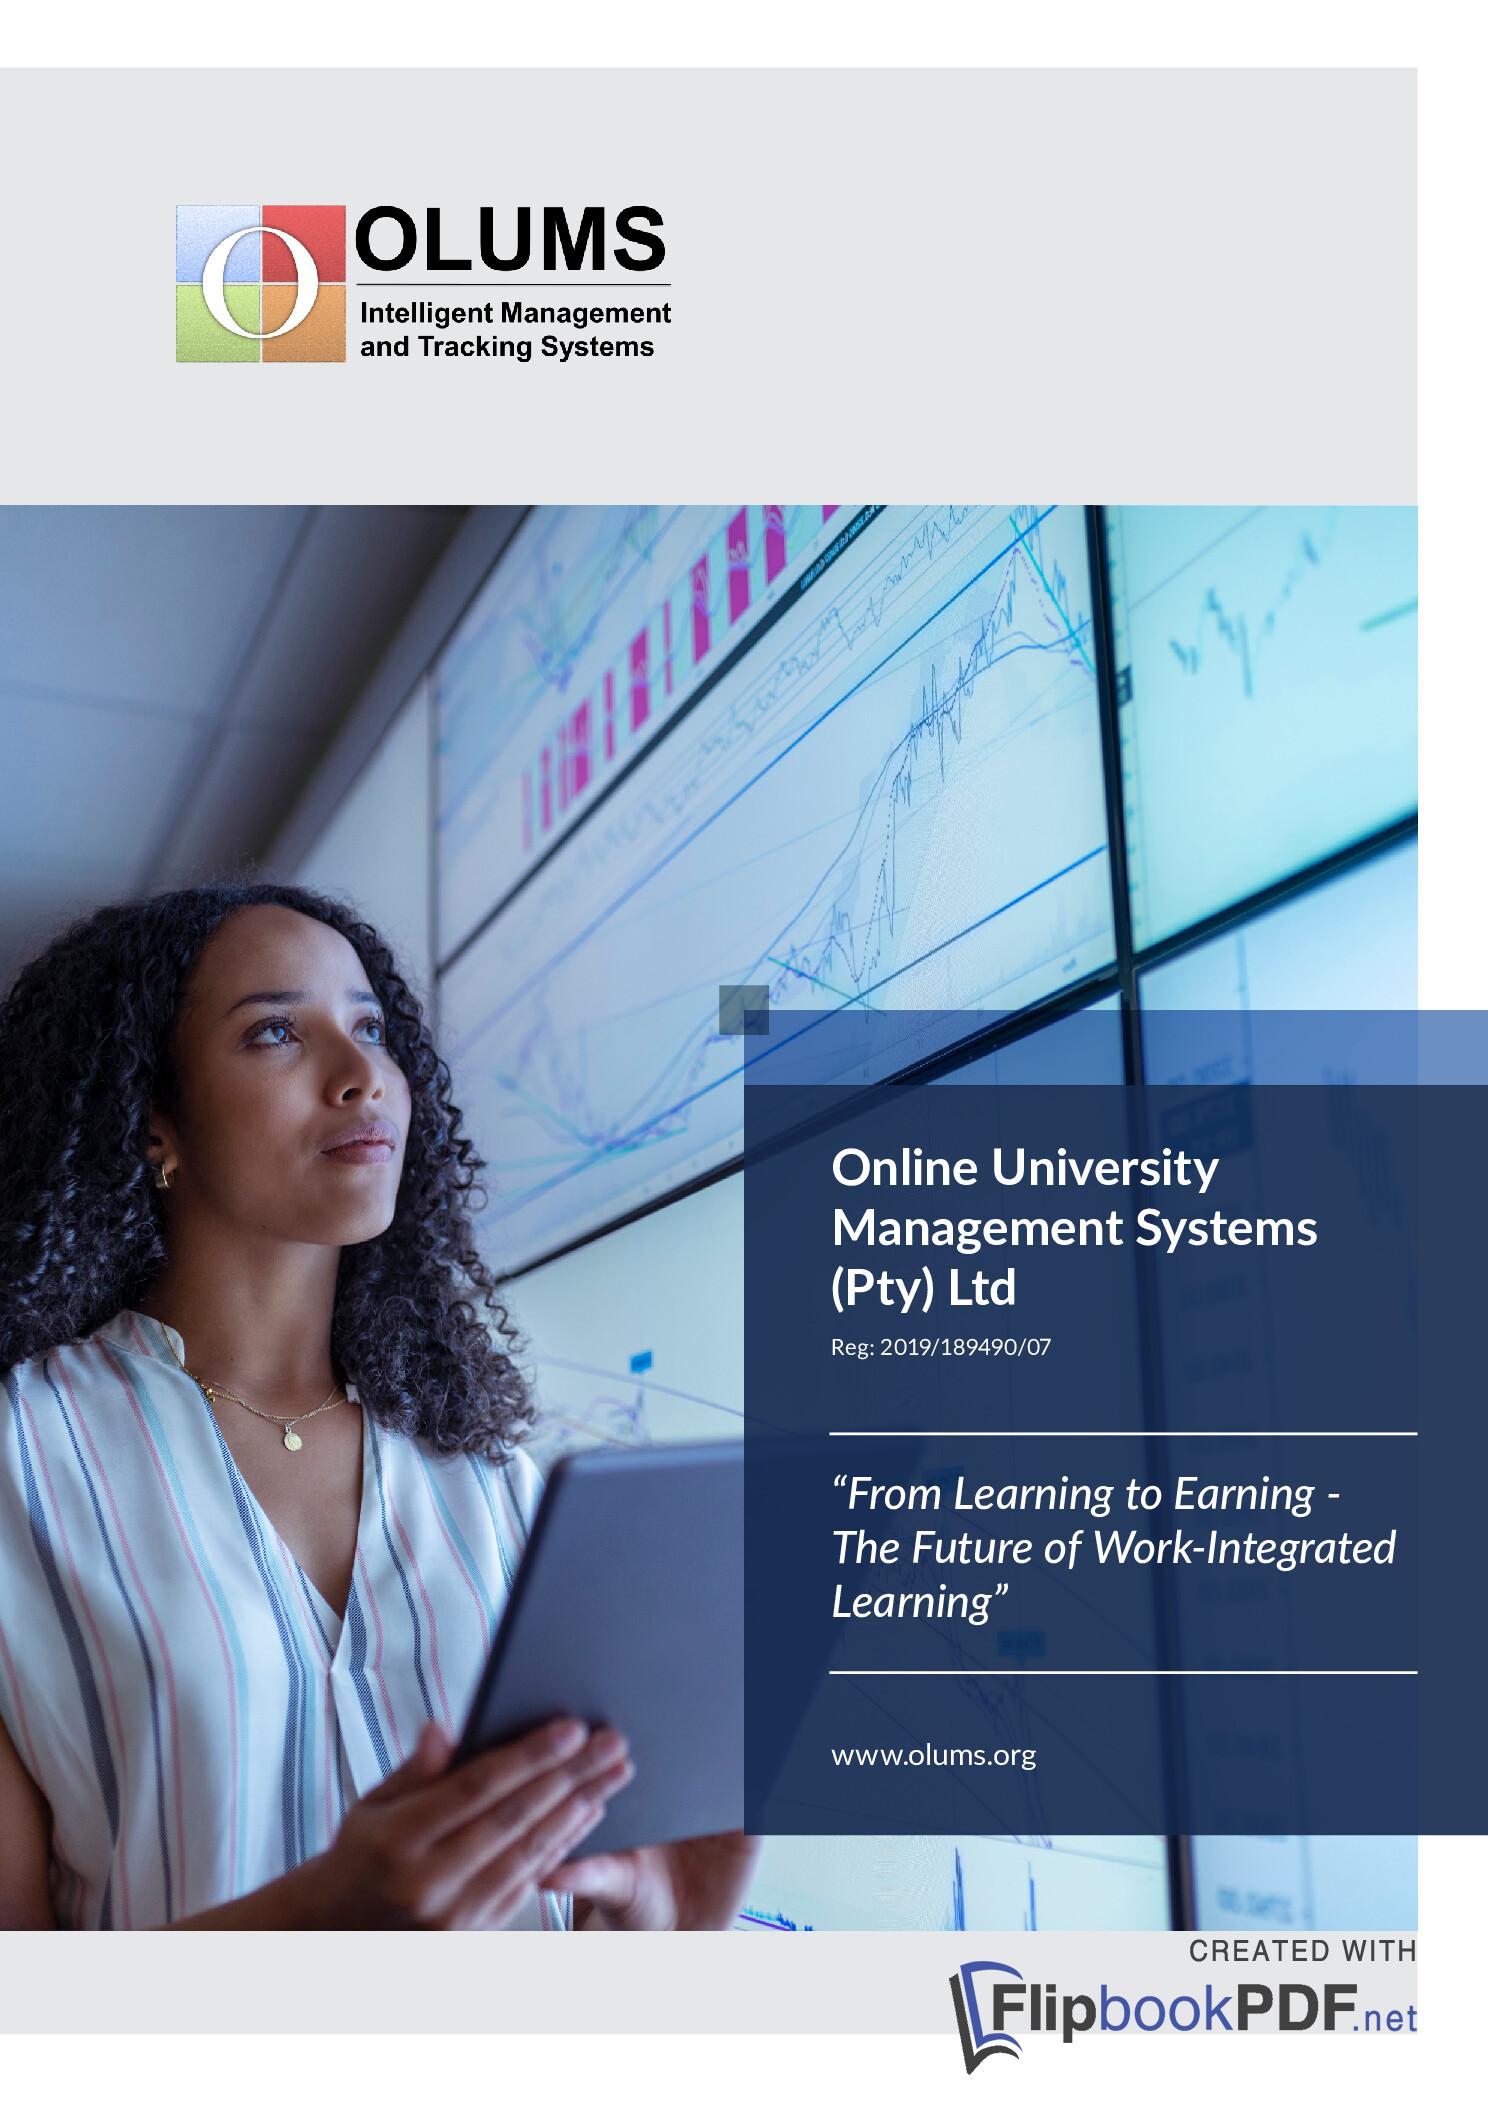 OLUMS
Intelligent Management
and Tracking Systems
Online University
Management Systems
(Pty) Ltd
Reg: 2019/189490/07
“From Learning to Earning -
The Future of Work-Integrated
Learning”
www.olums.org
CREATED WITH
FlipbookPDF.net